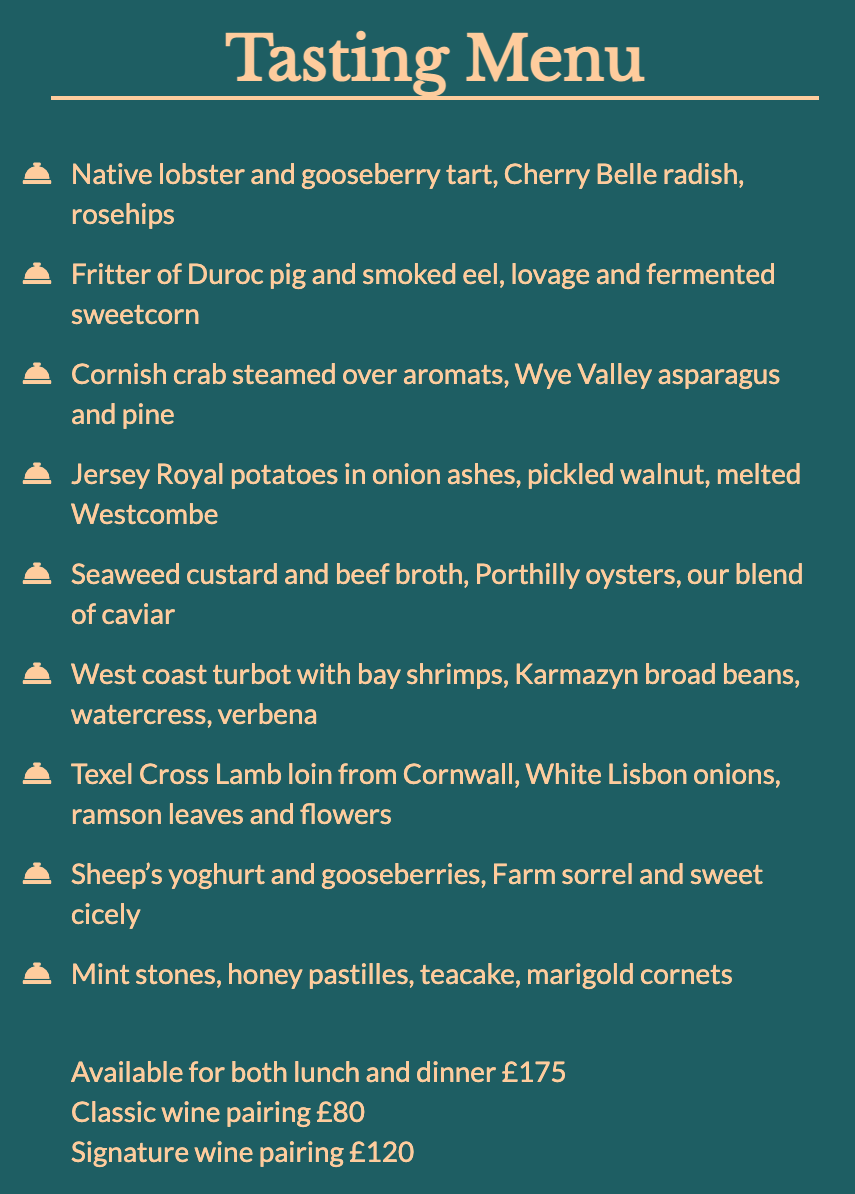 Tasting Menu
Native lobster and gooseberry tart, Cherry Belle radish,
rosehips
Fritter of Duroc pig and smoked eel, lovage and fermented
sweetcorn
Cornish crab steamed over aromats, Wye Valley asparagus
and pine
Jersey Royal potatoes in onion ashes, pickled walnut, melted
Westcombe
Seaweed custard and beef broth, Porthilly oysters, our blend
of caviar
West coast turbot with bay shrimps, Karmazyn broad beans,
watercress, verbena
Texel Cross Lamb loin from Cornwall, White Lisbon onions,
ramson leaves and flowers
Sheep’s yoghurt and gooseberries, Farm sorrel and sweet
cicely
Mint stones, honey pastilles, teacake, marigold cornets
Available for both lunch and dinner £175
Classic wine pairing £80
Signature wine pairing £120